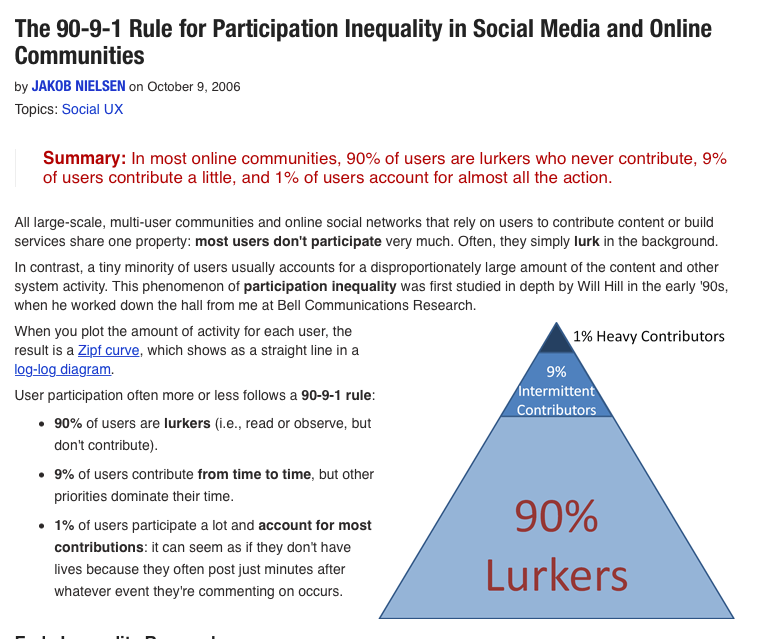 The 90-9-1 Rule for Participation Inequality in Social Media and Online
Communities
by JAKOB NIELSEN on October 9, 2006
Topics: Social UX
Summary: In most online communities, 90% of users are lurkers who never contribute, 9%
of users contribute a little, and 1% of users account for almost all the action.
All large-scale, multi-user communities and online social networks that rely on users to contribute content or build
services share one property: most users don't participate very much. Often, they simply lurk in the background.
In contrast, a tiny minority of users usually accounts for a disproportionately large amount of the content and other
system activity. This phenomenon of participation inequality was first studied in depth by Will Hill in the early '90s,
when he worked down the hall from me at Bell Communications Research.
When you plot the amount of activity for each user, the
result is a Zipf curve, which shows as a straight line in a
log-log diagram.
User participation often more or less follows a 90-9-1 rule:
• 90% of users are lurkers (i.e., read or observe, but
don't contribute).
• 9% of users contribute from time to time, but other
priorities dominate their time.
• 1% of users participate a lot and account for most
contributions: it can seem as if they don't have
lives because they often post just minutes after
whatever event they're commenting on occurs.
1% Heavy Contributors
9%
Intermittent
Contributors
90%
Lurkers